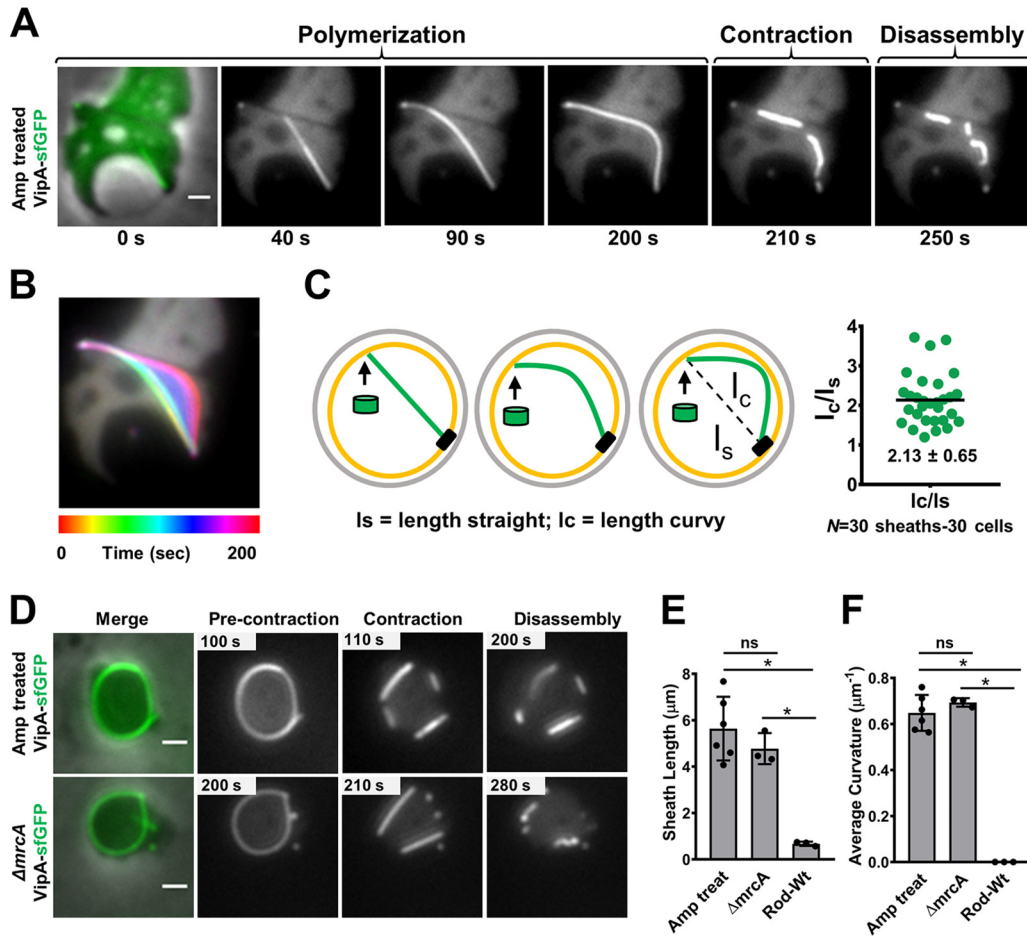 A
Polymerization
Contraction
Disassembly
Amp treated
VipA-sfGFP
0 s
40 s
90 s
200 s
210 s
250 s
B
0
200
Time (sec)
C
Ic
Is
Is = length straight; Ic = length curvy
Ic/Is
4
3
2
1
0
2.13 ± 0.65
Ic/Is
N=30 sheaths-30 cells
D
Merge
Pre-contraction
Contraction
Disassembly
Amp treated
VipA-sfGFP
100 s
110 s
200 s
ΔmrcA
VipA-sfGFP
200 s
210 s
280 s
E
ns
*
*
Sheath Length (µm)
8
6
4
2
0
Amp treat
ΔmrcA
Rod-Wt
F
ns
*
*
Average Curvature (µm⁻¹)
0.8
0.6
0.4
0.2
0.0
Amp treat
ΔmrcA
Rod-Wt